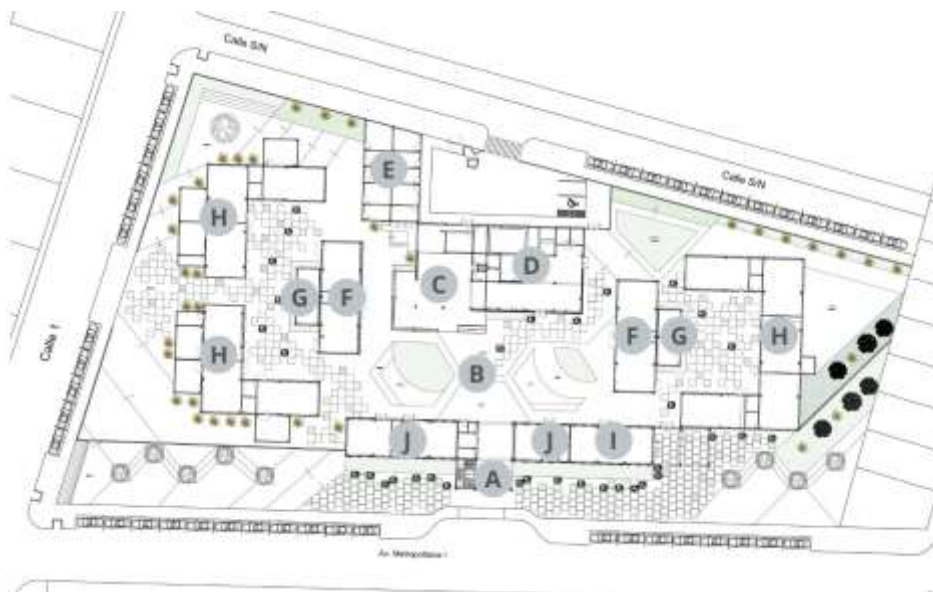 Calle S/N
Calle S/N
E
H
D
C
G
F
F
G
H
H
B
Calle 1
J
J
I
A
Av. Metropolitana I